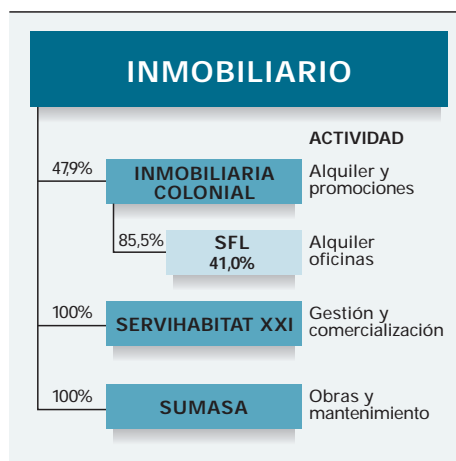 INMOBILIARIO
ACTIVIDAD
47,9%
INMOBILIARIA
COLONIAL
Alquiler y
promociones
85,5%
SFL
41,0%
Alquiler
oficinas
100%
SERVIHABITAT XXI
Gestión y
comercialización
100%
SUMASA
Obras y
mantenimiento